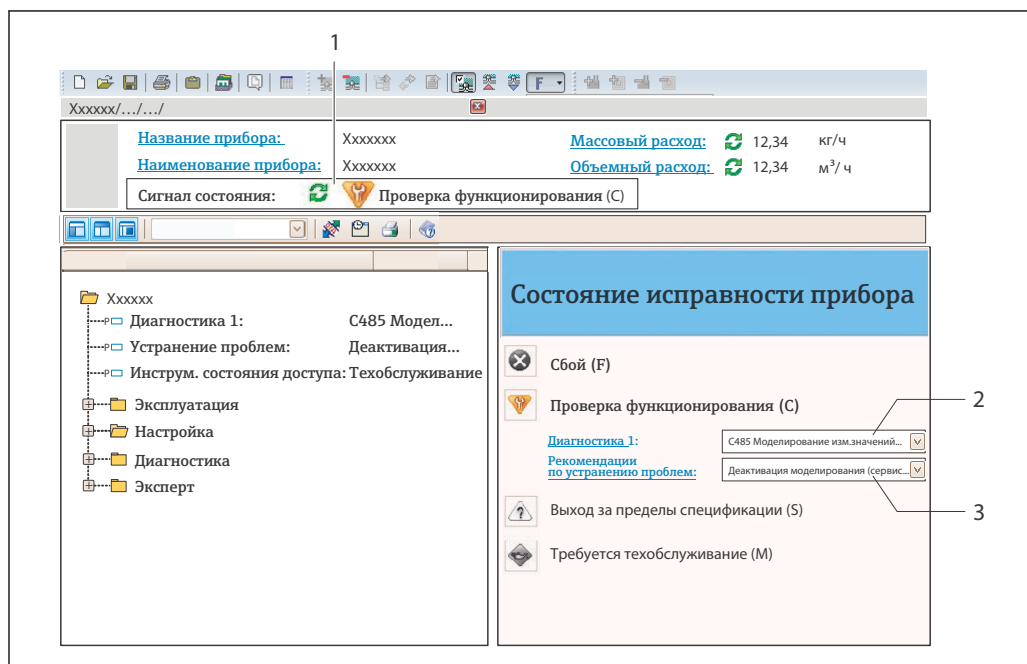 1
F
Xxxxxx/.../.../
Название прибора: Xxxxxxx Массовый расход: 12,34 кг/ч
Наименование прибора: Xxxxxxx Объемный расход: 12,34 м³/ ч
Сигнал состояния: Проверка функционирования (C)
Xxxxxx
P Диагностика 1: C485 Модел...
P Устранение проблем: Деактивация...
P Инструм. состояния доступа: Техобслуживание
Эксплуатация
Настройка
Диагностика
Эксперт
Состояние исправности прибора
Сбой (F)
Проверка функционирования (C)
2
Диагностика 1: C485 Моделирование изм.значений...
Рекомендации
по устранению проблем: Деактивация моделирования (сервис...
3
Выход за пределы спецификации (S)
Требуется техобслуживание (M)